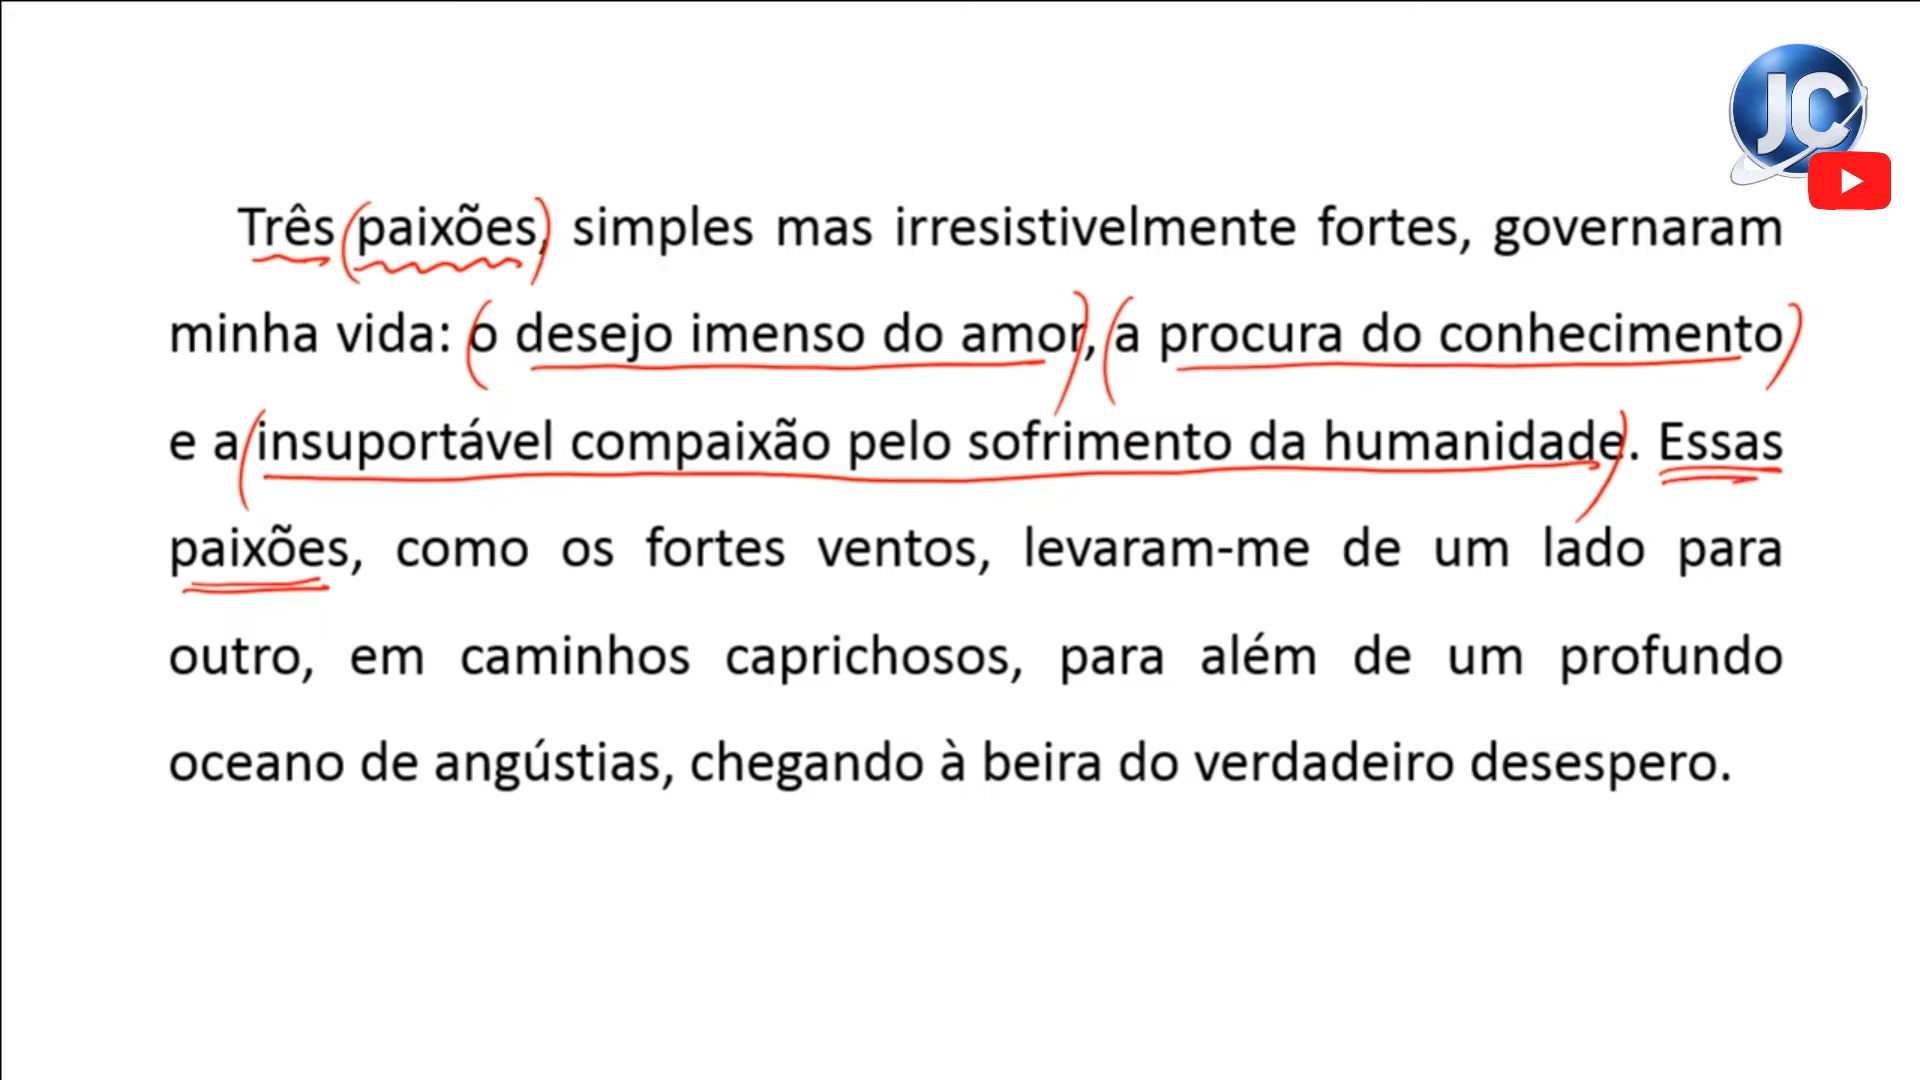 JC
Três paixões, simples mas irresistivelmente fortes, governaram
minha vida: o desejo imenso do amor, a procura do conhecimento
e a insuportável compaixão pelo sofrimento da humanidade. Essas
paixões, como os fortes ventos, levaram-me de um lado para
outro, em caminhos caprichosos, para além de um profundo
oceano de angústias, chegando à beira do verdadeiro desespero.